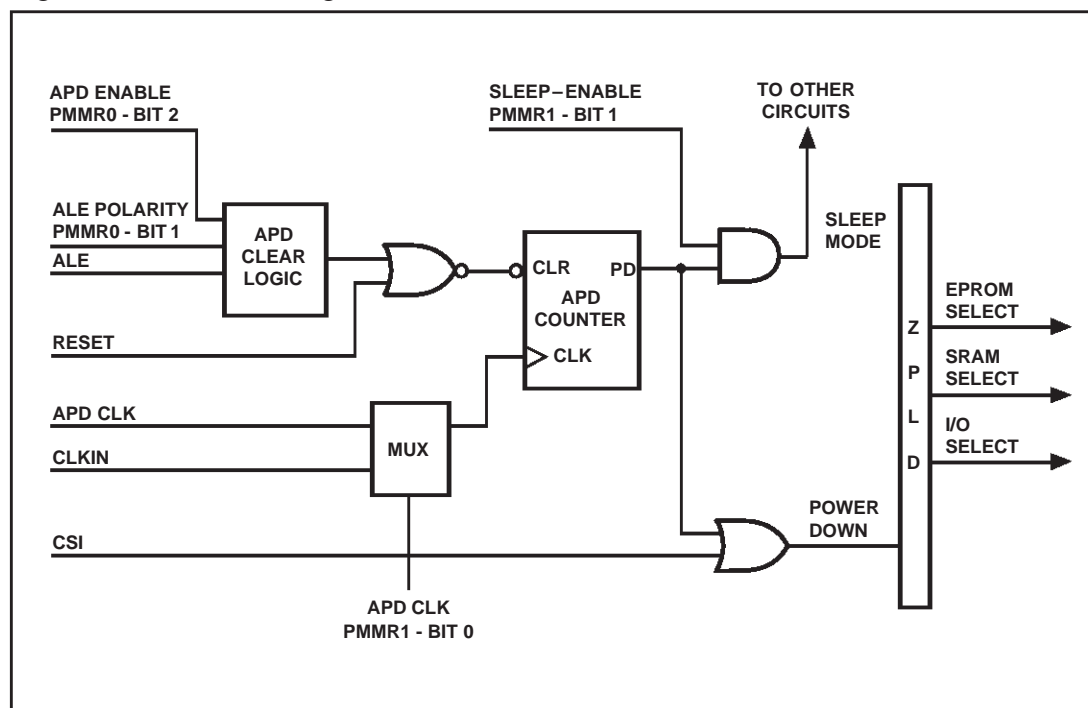 APD ENABLE
PMMR0 - BIT 2
SLEEP–ENABLE
PMMR1 - BIT 1
TO OTHER
CIRCUITS
ALE POLARITY
PMMR0 - BIT 1
ALE
APD
CLEAR
LOGIC
CLR
PD
APD
COUNTER
CLK
SLEEP
MODE
RESET
APD CLK
CLKIN
MUX
CSI
APD CLK
PMMR1 - BIT 0
POWER
DOWN
Z
P
L
D
EPROM
SELECT
SRAM
SELECT
I/O
SELECT